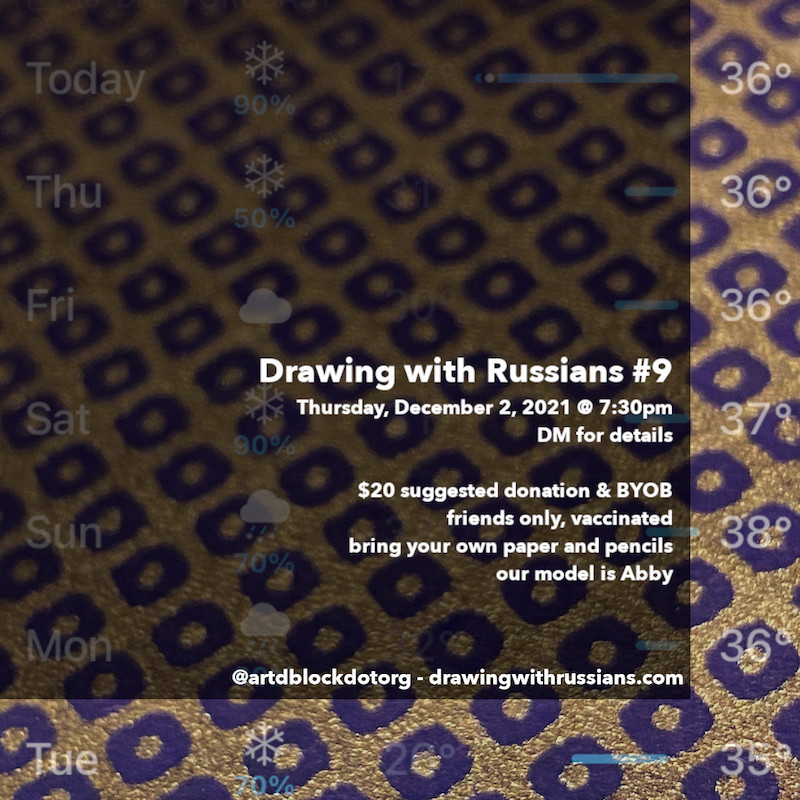 Today 90% 36°
Thu 50% 31 36°
Fri 30° 36°
Drawing with Russians #9
Thursday, December 2, 2021 @ 7:30pm
Sat 90% 37°
DM for details
$20 suggested donation & BYOB
friends only, vaccinated
Sun 70% 38°
bring your own paper and pencils
our model is Abby
Mon 36°
@artdblockdotorg - drawingwithrussians.com
Tue 70% 35°